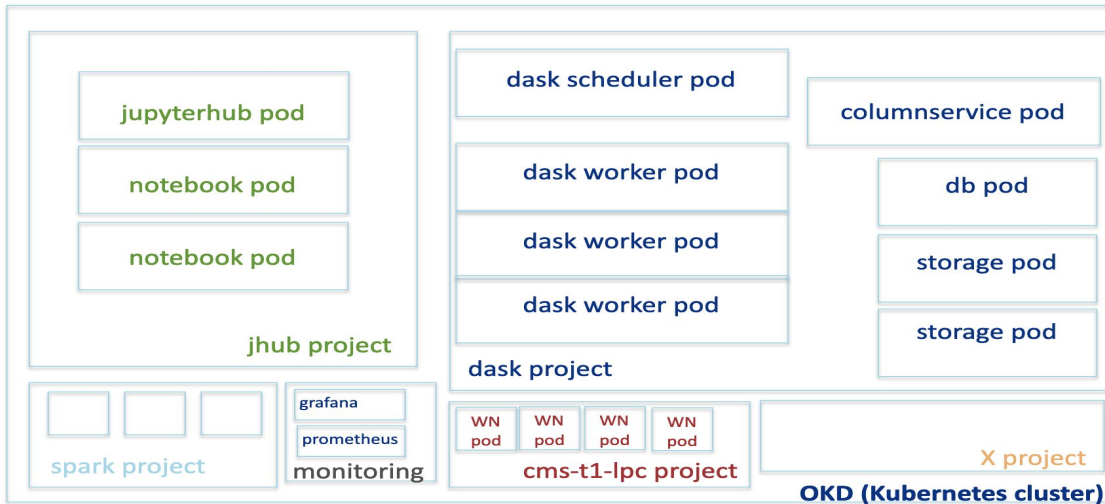 jupyterhub pod
notebook pod
notebook pod
jhub project
dask scheduler pod
dask worker pod
dask worker pod
dask worker pod
dask project
columnservice pod
db pod
storage pod
storage pod
spark project
grafana
prometheus
monitoring
WN
pod
WN
pod
WN
pod
WN
pod
cms-t1-lpc project
X project
OKD (Kubernetes cluster)